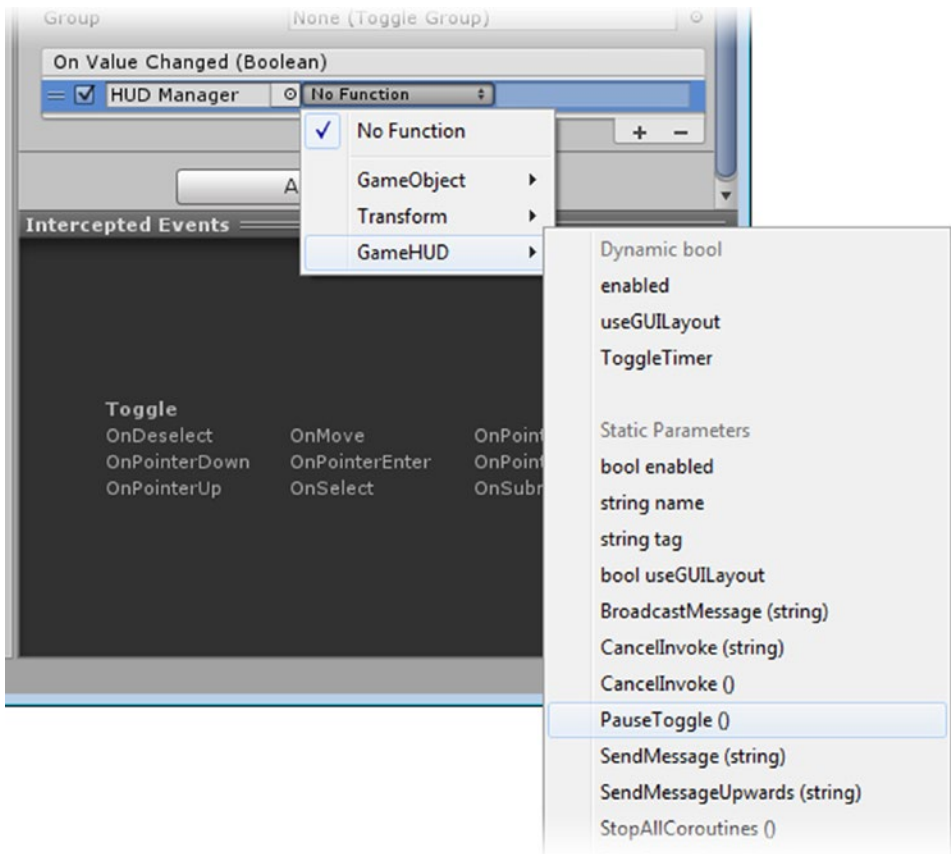 Group None (Toggle Group)
On Value Changed (Boolean)
HUD Manager No Function
No Function
GameObject
Transform
GameHUD
Intercepted Events
Dynamic bool
enabled
useGUILayout
ToggleTimer
Static Parameters
bool enabled
string name
string tag
bool useGUILayout
BroadcastMessage (string)
CancelInvoke (string)
CancelInvoke ()
PauseToggle ()
SendMessage (string)
SendMessageUpwards (string)
StopAllCoroutines ()
Toggle
OnDeselect OnMove
OnPointerDown OnPointerEnter
OnPointerUp OnSelect